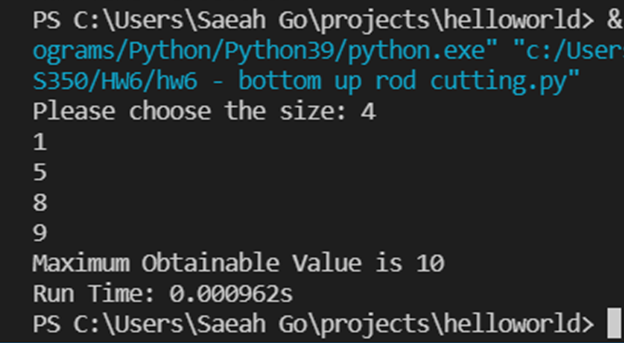 PS C:\Users\Saeah Go\projects\helloworld> &
ograms/Python/Python39/python.exe" "c:/User
S350/HW6/hw6 - bottom up rod cutting.py"
Please choose the size: 4
1
5
8
9
Maximum Obtainable Value is 10
Run Time: 0.000962s
PS C:\Users\Saeah Go\projects\helloworld>